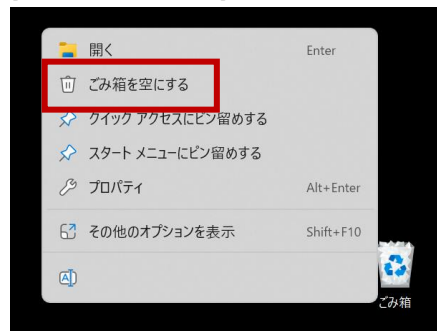 開く Enter
ごみ箱を空にする
クイック アクセスにピン留めする
スタート メニューにピン留めする
プロパティ Alt+Enter
その他のオプションを表示 Shift+F10
ごみ箱